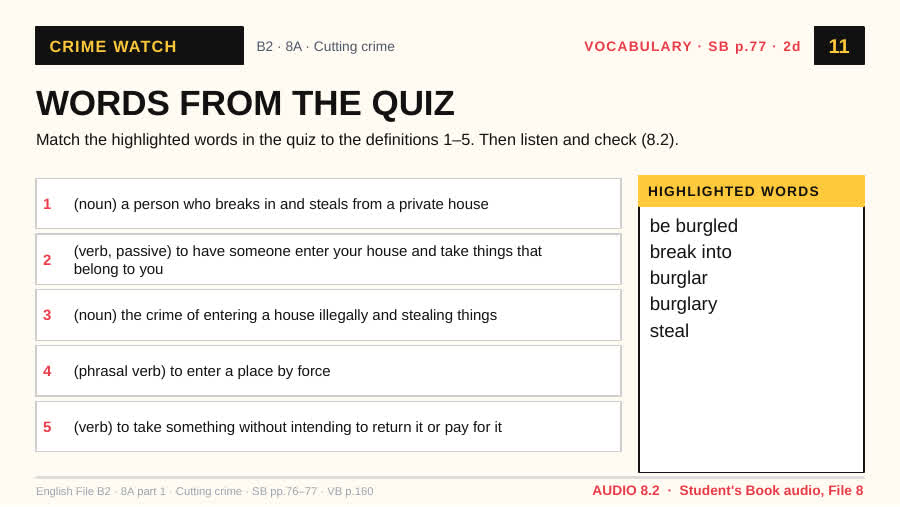 CRIME WATCH
B2 · 8A · Cutting crime
VOCABULARY · SB p.77 · 2d
11
WORDS FROM THE QUIZ
Match the highlighted words in the quiz to the definitions 1–5. Then listen and check (8.2).
1 (noun) a person who breaks in and steals from a private house
2 (verb, passive) to have someone enter your house and take things that
belong to you
3 (noun) the crime of entering a house illegally and stealing things
4 (phrasal verb) to enter a place by force
5 (verb) to take something without intending to return it or pay for it
HIGHLIGHTED WORDS
be burgled
break into
burglar
burglary
steal
English File B2 · 8A part 1 · Cutting crime · SB pp.76–77 · VB p.160
AUDIO 8.2 · Student's Book audio, File 8